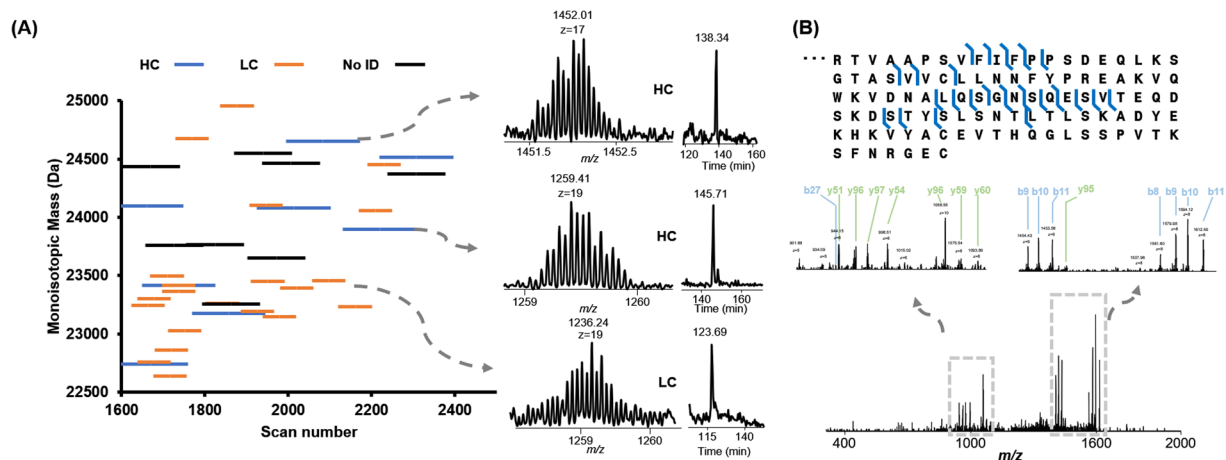 (A)
HC
LC
No ID
25000
24500
24000
23500
23000
22500
Monoisotopic Mass (Da)
1600
1800
2000
2200
2400
Scan number
1452.01
z=17
HC
1451.5
1452.5
m/z
138.34
120
140
160
Time (min)
1259.41
z=19
HC
1259
1260
m/z
145.71
140
160
Time (min)
1236.24
z=19
LC
1259
1260
m/z
123.69
115
140
Time (min)
(B)
··· R T V A A P S V F I F P P S D E Q L K S
G T A S V V C L L N N F Y P R E A K V Q
W K V D N A L Q S G N S Q E S V T E Q D
S K D S T Y S L S N T L T L S K A D Y E
K H K V Y A C E V T H Q G L S S P V T K
S F N R G E C
b27
y51
y96
y97
y54
y96
y59
y60
b9
b10
b11
y95
b8
b9
b10
b11
400
1000
1600
2000
m/z